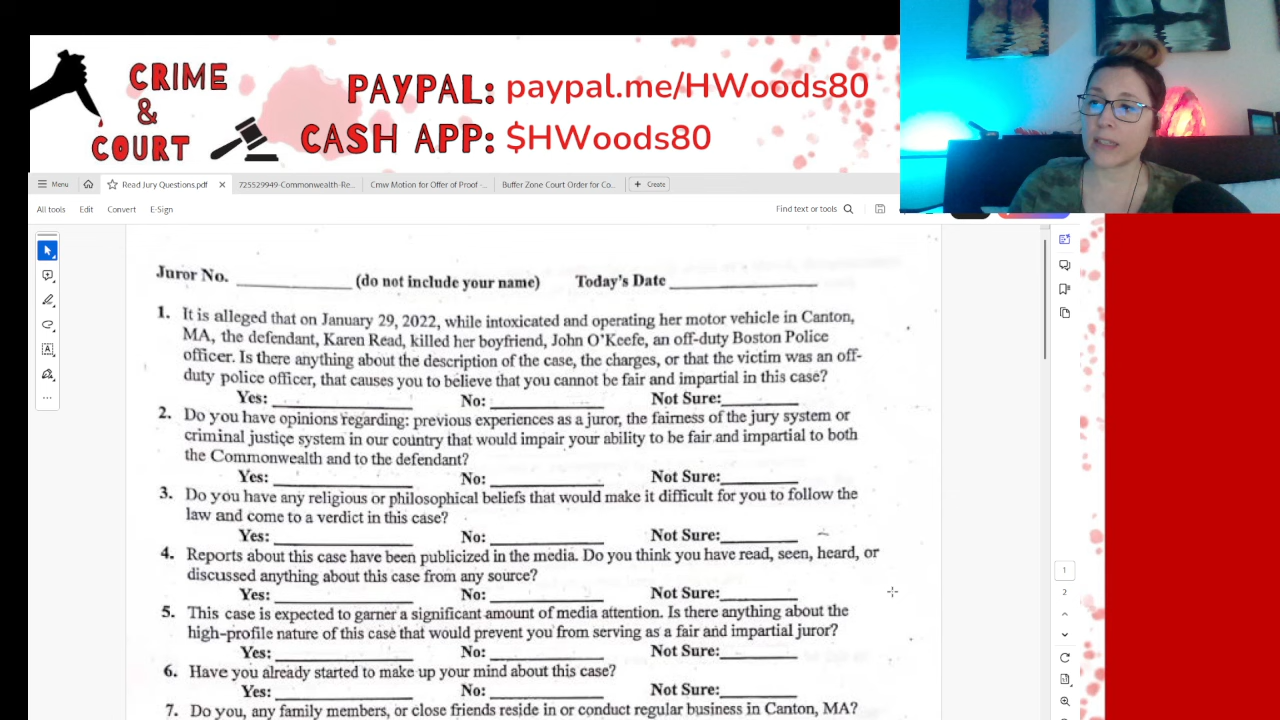 CRIME
&
COURT
PAYPAL: paypal.me/HWoods80
CASH APP: $HWoods80
Menu
Read Jury Questions.pdf
725529949-Commonwealth-Re...
Cmw Motion for Offer of Proof -...
Buffer Zone Court Order for Co...
Create
All tools Edit Convert E-Sign
Find text or tools
Juror No. ____________ (do not include your name) Today's Date ________________
1. It is alleged that on January 29, 2022, while intoxicated and operating her motor vehicle in Canton,
MA, the defendant, Karen Read, killed her boyfriend, John O'Keefe, an off-duty Boston Police
officer. Is there anything about the description of the case, the charges, or that the victim was an off-
duty police officer, that causes you to believe that you cannot be fair and impartial in this case?
Yes: ______________ No: ____________ Not Sure:________
2. Do you have opinions regarding: previous experiences as a juror, the fairness of the jury system or
criminal justice system in our country that would impair your ability to be fair and impartial to both
the Commonwealth and to the defendant?
Yes: ______________ No: ____________ Not Sure:________
3. Do you have any religious or philosophical beliefs that would make it difficult for you to follow the
law and come to a verdict in this case?
Yes: ______________ No: ____________ Not Sure:________
4. Reports about this case have been publicized in the media. Do you think you have read, seen, heard, or
discussed anything about this case from any source?
Yes: ______________ No: ____________ Not Sure:________
5. This case is expected to garner a significant amount of media attention. Is there anything about the
high-profile nature of this case that would prevent you from serving as a fair and impartial juror?
Yes: ______________ No: ____________ Not Sure:________
6. Have you already started to make up your mind about this case?
Yes: ______________ No: ____________ Not Sure:________
7. Do you, any family members, or close friends reside in or conduct regular business in Canton, MA?
1
2